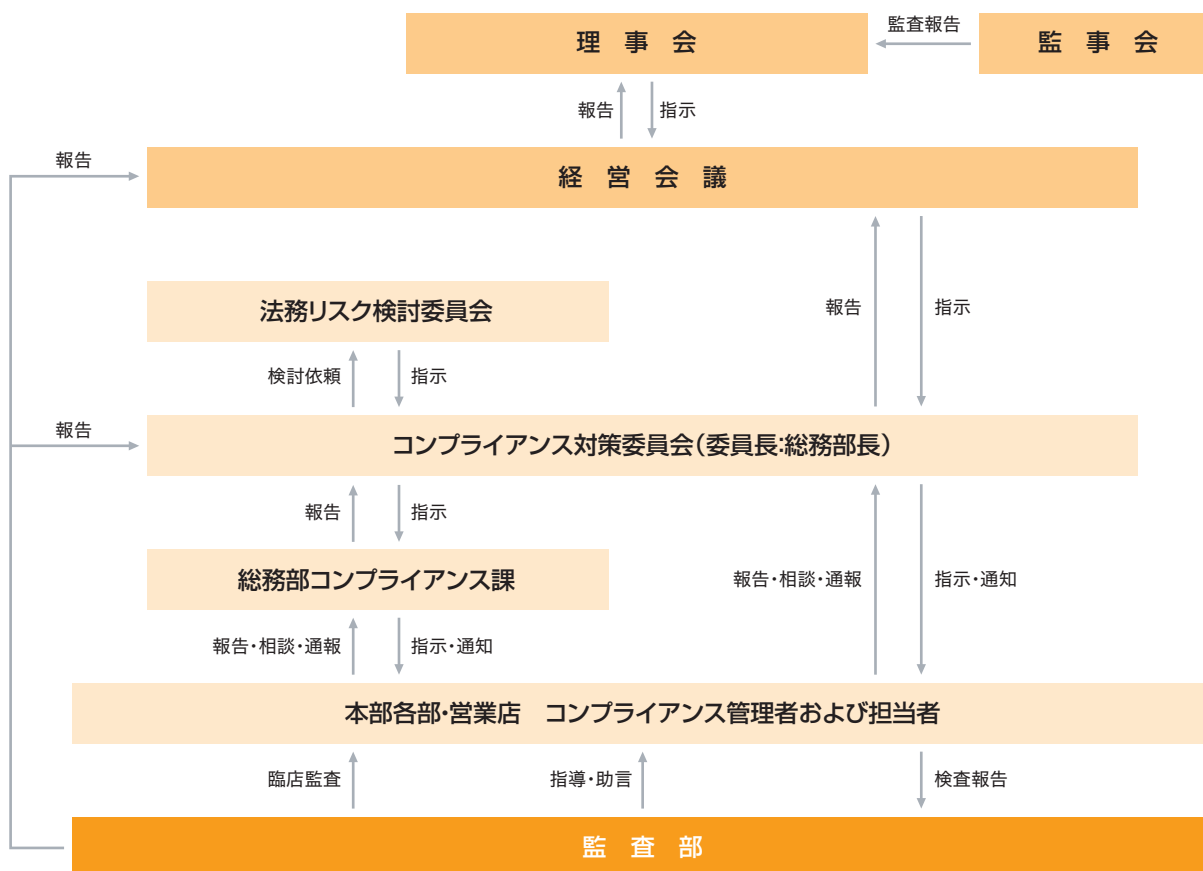 理事会
監査報告
監事会
報告
指示
報告
経営会議
法務リスク検討委員会
報告
指示
検討依頼
指示
報告
コンプライアンス対策委員会(委員長:総務部長)
報告
指示
総務部コンプライアンス課
報告・相談・通報
指示・通知
報告・相談・通報
指示・通知
本部各部・営業店 コンプライアンス管理者および担当者
臨店監査
指導・助言
検査報告
監査部